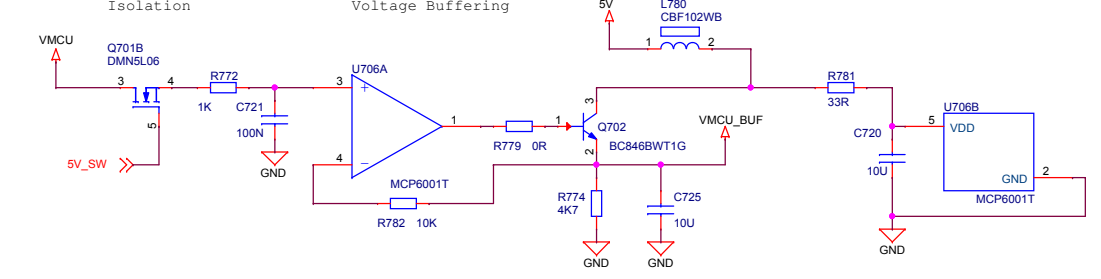 Isolation
Voltage Buffering
5V
L780
CBF102WB
1
2
VMCU
Q701B
DMN5L06
3
4
5
5V_SW
R772
1K
C721
100N
GND
U706A
3
+
1
4
–
MCP6001T
R782 10K
R779 0R
1
3
Q702
BC846BWT1G
2
VMCU_BUF
R774
4K7
GND
C725
10U
GND
R781
33R
C720
10U
GND
U706B
5
VDD
GND
2
MCP6001T